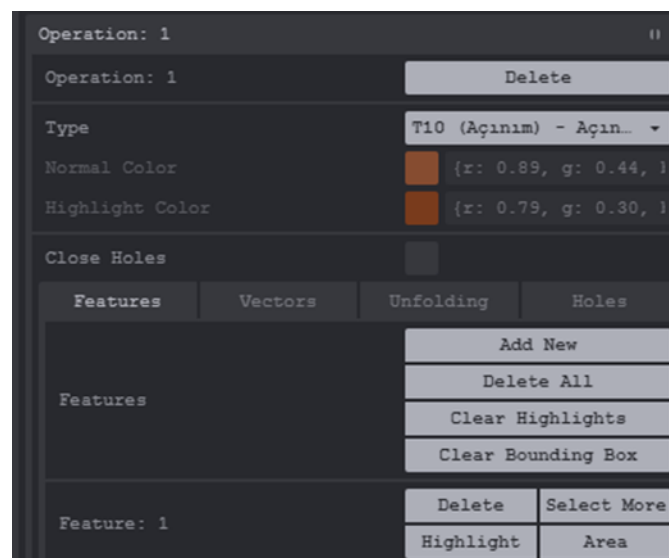 Operation: 1
Operation: 1 Delete
Type T10 (Açınım) - Açın…
Normal Color {r: 0.89, g: 0.44,
Highlight Color {r: 0.79, g: 0.30,
Close Holes
Features Vectors Unfolding Holes
Add New
Delete All
Features
Clear Highlights
Clear Bounding Box
Delete Select More
Feature: 1
Highlight Area